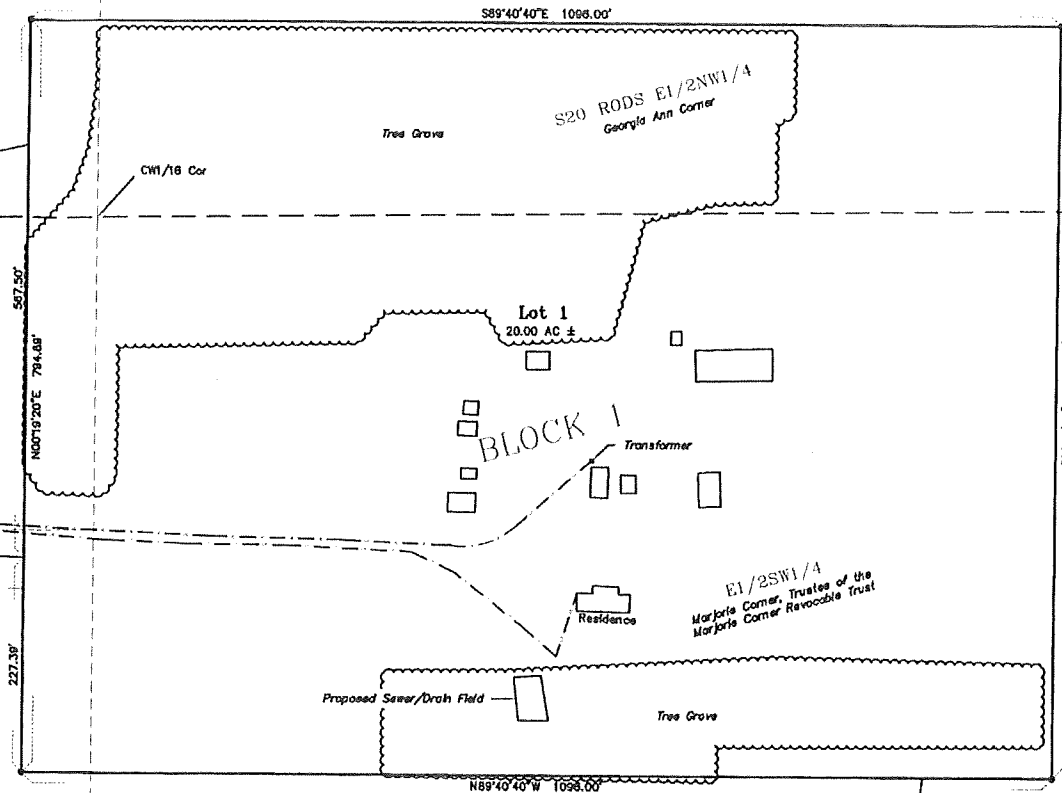 S89°40'40"E 1096.00'
S20 RODS E1/2NW1/4
Georgia Ann Corner
Tree Grove
CW1/16 Cor
567.50'
N00°19'20"E 794.89'
Lot 1
20.00 AC ±
BLOCK 1
Transformer
E1/2SW1/4
Marjorie Corner, Trustee of the
Marjorie Corner Revocable Trust
Residence
227.39'
Proposed Sewer/Drain Field
Tree Grove
N89°40'40"W 1096.00'